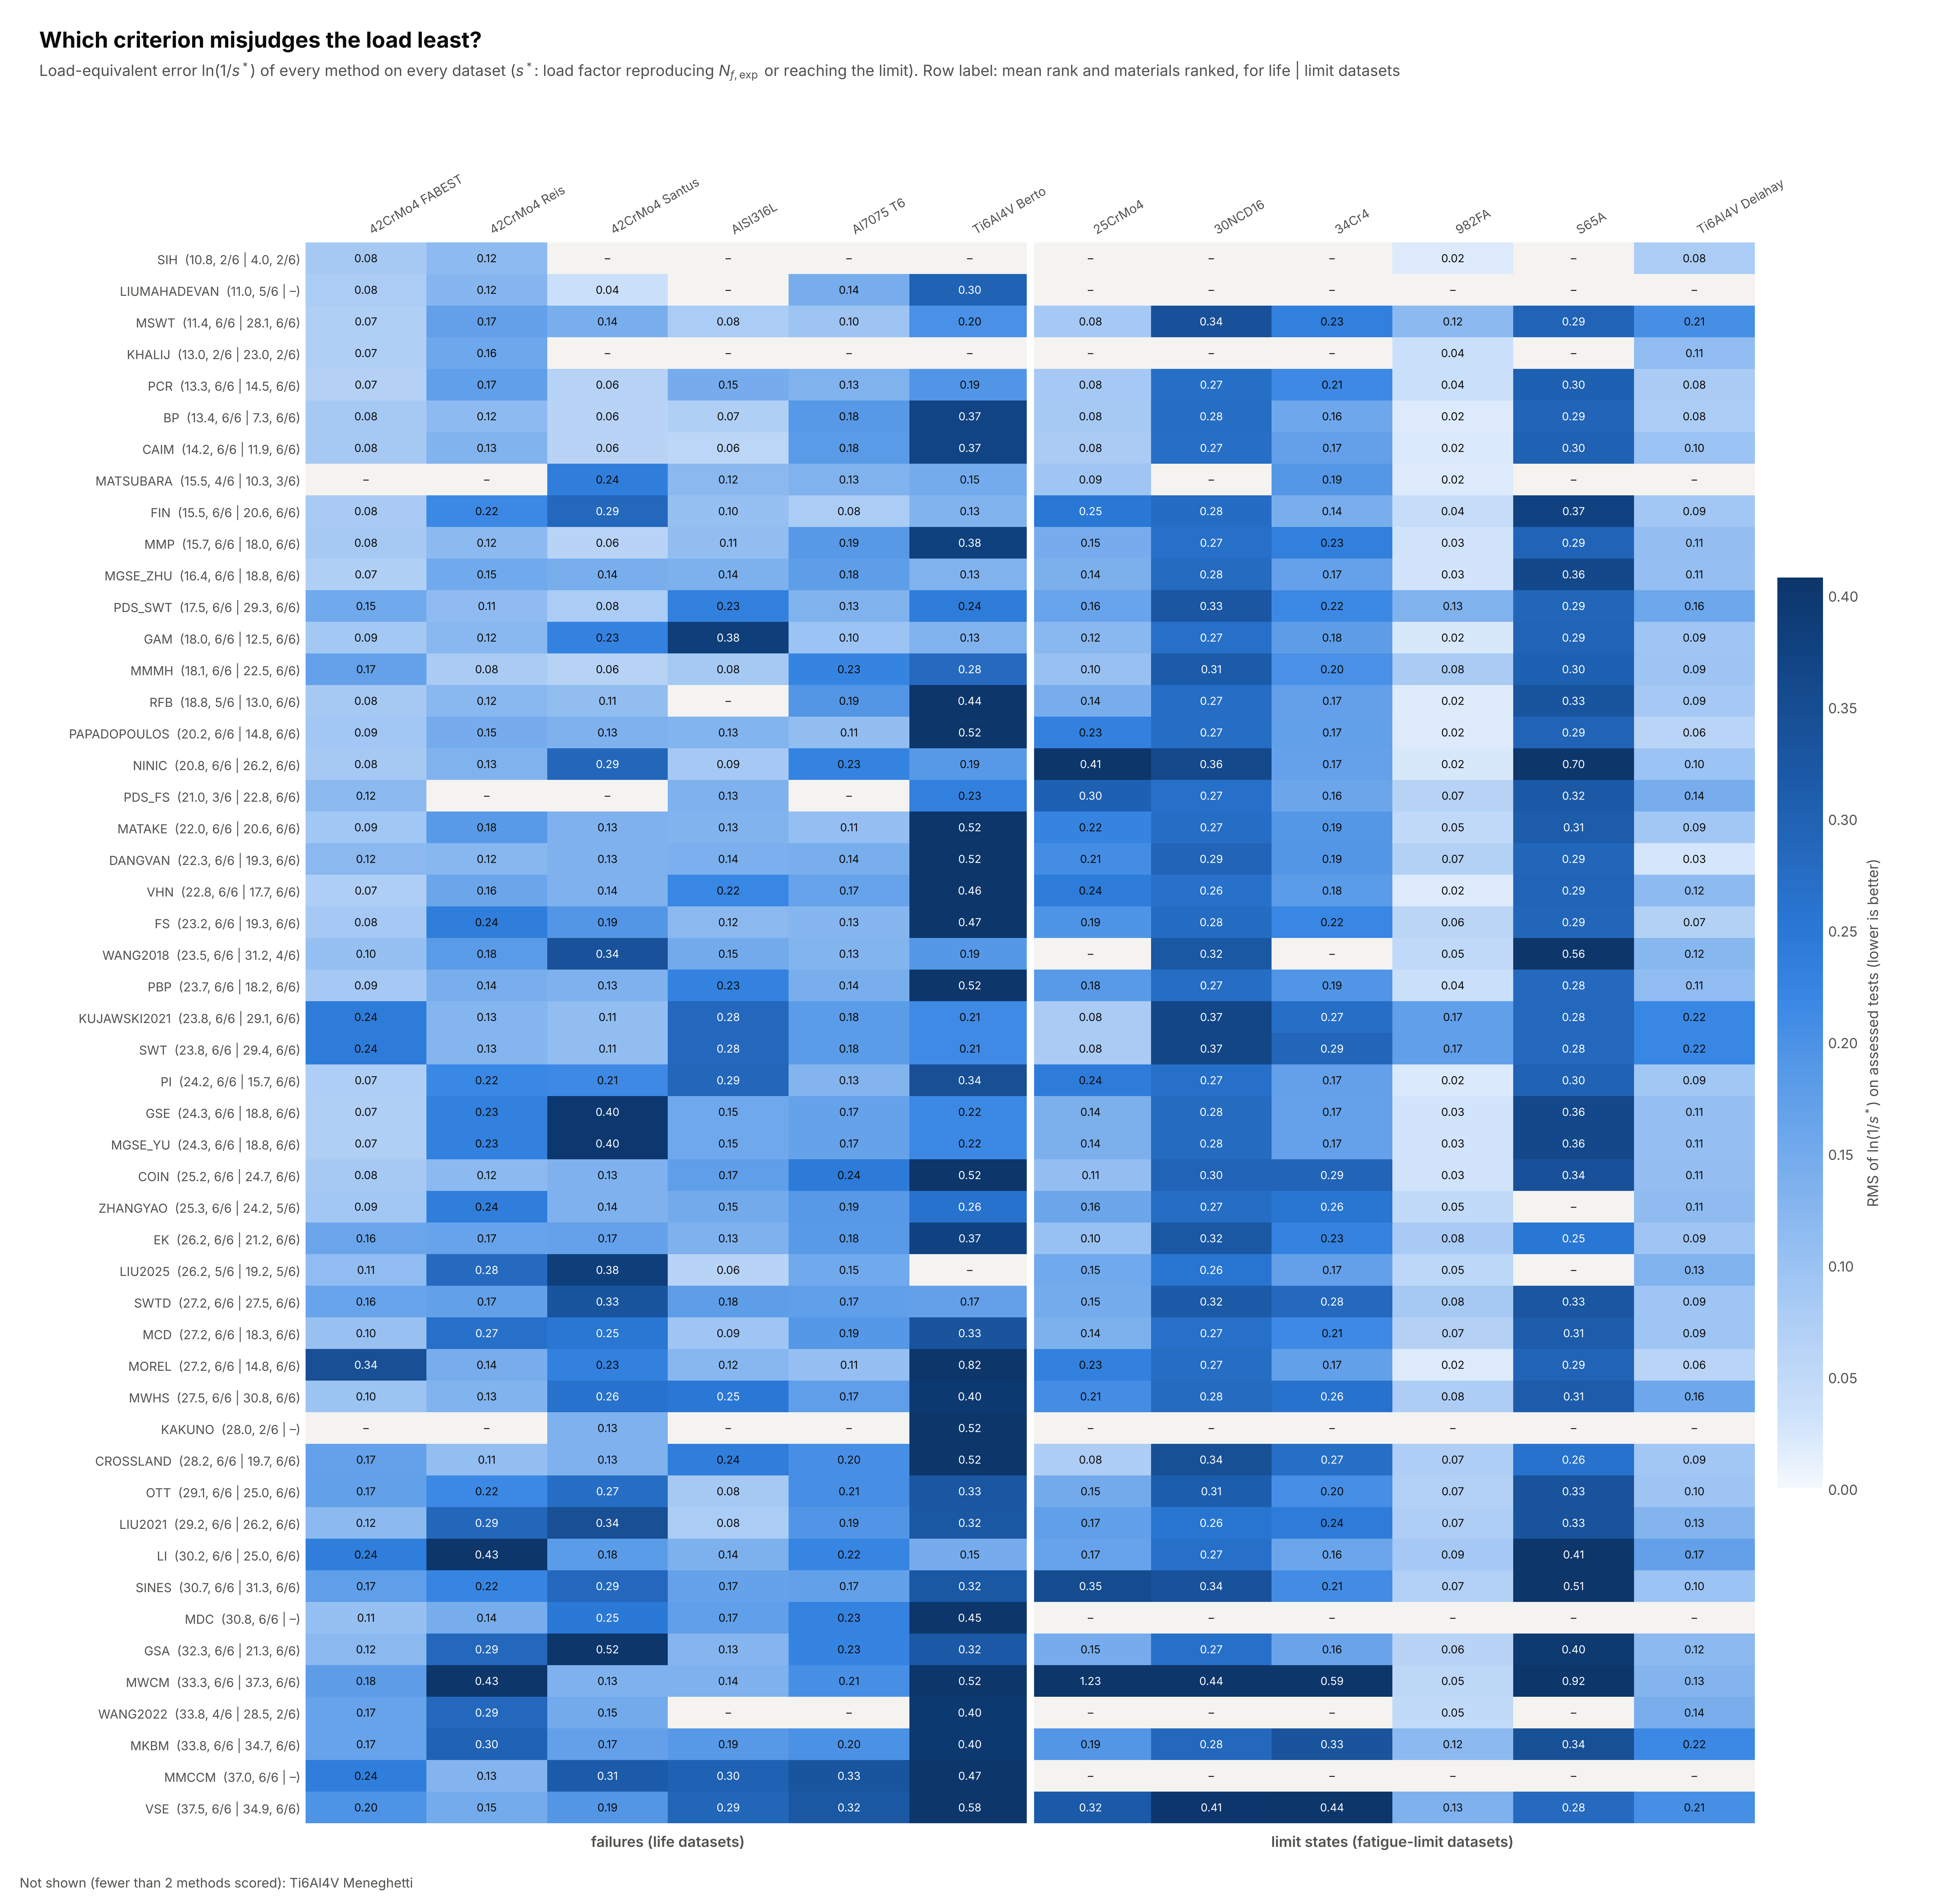 Which criterion misjudges the load least?
Load-equivalent error ln(1/s*) of every method on every dataset (s*: load factor reproducing N_f,exp or reaching the limit). Row label: mean rank and materials ranked, for life | limit datasets
42CrMo4 FABEST 42CrMo4 Reis 42CrMo4 Santus AISI316L Al7075 T6 Ti6Al4V Berto 25CrMo4 30NCD16 34Cr4 982FA S65A Ti6Al4V Delahay
SIH (10.8, 2/6 | 4.0, 2/6) 0.08 0.12 – – – – – – – 0.02 – 0.08
LIUMAHADEVAN (11.0, 5/6 | –) 0.08 0.12 0.04 – 0.14 0.30 – – – – – –
MSWT (11.4, 6/6 | 28.1, 6/6) 0.07 0.17 0.14 0.08 0.10 0.20 0.08 0.34 0.23 0.12 0.29 0.21
KHALIJ (13.0, 2/6 | 23.0, 2/6) 0.07 0.16 – – – – – – – 0.04 – 0.11
PCR (13.3, 6/6 | 14.5, 6/6) 0.07 0.17 0.06 0.15 0.13 0.19 0.08 0.27 0.21 0.04 0.30 0.08
BP (13.4, 6/6 | 7.3, 6/6) 0.08 0.12 0.06 0.07 0.18 0.37 0.08 0.28 0.16 0.02 0.29 0.08
CAIM (14.2, 6/6 | 11.9, 6/6) 0.08 0.13 0.06 0.06 0.18 0.37 0.08 0.27 0.17 0.02 0.30 0.10
MATSUBARA (15.5, 4/6 | 10.3, 3/6) – – 0.24 0.12 0.13 0.15 0.09 – 0.19 0.02 – –
FIN (15.5, 6/6 | 20.6, 6/6) 0.08 0.22 0.29 0.10 0.08 0.13 0.25 0.28 0.14 0.04 0.37 0.09
MMP (15.7, 6/6 | 18.0, 6/6) 0.08 0.12 0.06 0.11 0.19 0.38 0.15 0.27 0.23 0.03 0.29 0.11
MGSE_ZHU (16.4, 6/6 | 18.8, 6/6) 0.07 0.15 0.14 0.14 0.18 0.13 0.14 0.28 0.17 0.03 0.36 0.11
PDS_SWT (17.5, 6/6 | 29.3, 6/6) 0.15 0.11 0.08 0.23 0.13 0.24 0.16 0.33 0.22 0.13 0.29 0.16
GAM (18.0, 6/6 | 12.5, 6/6) 0.09 0.12 0.23 0.38 0.10 0.13 0.12 0.27 0.18 0.02 0.29 0.09
MMMH (18.1, 6/6 | 22.5, 6/6) 0.17 0.08 0.06 0.08 0.23 0.28 0.10 0.31 0.20 0.08 0.30 0.09
RFB (18.8, 5/6 | 13.0, 6/6) 0.08 0.12 0.11 – 0.19 0.44 0.14 0.27 0.17 0.02 0.33 0.09
PAPADOPOULOS (20.2, 6/6 | 14.8, 6/6) 0.09 0.15 0.13 0.13 0.11 0.52 0.23 0.27 0.17 0.02 0.29 0.06
NINIC (20.8, 6/6 | 26.2, 6/6) 0.08 0.13 0.29 0.09 0.23 0.19 0.41 0.36 0.17 0.02 0.70 0.10
PDS_FS (21.0, 3/6 | 22.8, 6/6) 0.12 – – 0.13 – 0.23 0.30 0.27 0.16 0.07 0.32 0.14
MATAKE (22.0, 6/6 | 20.6, 6/6) 0.09 0.18 0.13 0.13 0.11 0.52 0.22 0.27 0.19 0.05 0.31 0.09
DANGVAN (22.3, 6/6 | 19.3, 6/6) 0.12 0.12 0.13 0.14 0.14 0.52 0.21 0.29 0.19 0.07 0.29 0.03
VHN (22.8, 6/6 | 17.7, 6/6) 0.07 0.16 0.14 0.22 0.17 0.46 0.24 0.26 0.18 0.02 0.29 0.12
FS (23.2, 6/6 | 19.3, 6/6) 0.08 0.24 0.19 0.12 0.13 0.47 0.19 0.28 0.22 0.06 0.29 0.07
WANG2018 (23.5, 6/6 | 31.2, 4/6) 0.10 0.18 0.34 0.15 0.13 0.19 – 0.32 – 0.05 0.56 0.12
PBP (23.7, 6/6 | 18.2, 6/6) 0.09 0.14 0.13 0.23 0.14 0.52 0.18 0.27 0.19 0.04 0.28 0.11
KUJAWSKI2021 (23.8, 6/6 | 29.1, 6/6) 0.24 0.13 0.11 0.28 0.18 0.21 0.08 0.37 0.27 0.17 0.28 0.22
SWT (23.8, 6/6 | 29.4, 6/6) 0.24 0.13 0.11 0.28 0.18 0.21 0.08 0.37 0.29 0.17 0.28 0.22
PI (24.2, 6/6 | 15.7, 6/6) 0.07 0.22 0.21 0.29 0.13 0.34 0.24 0.27 0.17 0.02 0.30 0.09
GSE (24.3, 6/6 | 18.8, 6/6) 0.07 0.23 0.40 0.15 0.17 0.22 0.14 0.28 0.17 0.03 0.36 0.11
MGSE_YU (24.3, 6/6 | 18.8, 6/6) 0.07 0.23 0.40 0.15 0.17 0.22 0.14 0.28 0.17 0.03 0.36 0.11
COIN (25.2, 6/6 | 24.7, 6/6) 0.08 0.12 0.13 0.17 0.24 0.52 0.11 0.30 0.29 0.03 0.34 0.11
ZHANGYAO (25.3, 6/6 | 24.2, 5/6) 0.09 0.24 0.14 0.15 0.19 0.26 0.16 0.27 0.26 0.05 – 0.11
EK (26.2, 6/6 | 21.2, 6/6) 0.16 0.17 0.17 0.13 0.18 0.37 0.10 0.32 0.23 0.08 0.25 0.09
LIU2025 (26.2, 5/6 | 19.2, 5/6) 0.11 0.28 0.38 0.06 0.15 – 0.15 0.26 0.17 0.05 – 0.13
SWTD (27.2, 6/6 | 27.5, 6/6) 0.16 0.17 0.33 0.18 0.17 0.17 0.15 0.32 0.28 0.08 0.33 0.09
MCD (27.2, 6/6 | 18.3, 6/6) 0.10 0.27 0.25 0.09 0.19 0.33 0.14 0.27 0.21 0.07 0.31 0.09
MOREL (27.2, 6/6 | 14.8, 6/6) 0.34 0.14 0.23 0.12 0.11 0.82 0.23 0.27 0.17 0.02 0.29 0.06
MWHS (27.5, 6/6 | 30.8, 6/6) 0.10 0.13 0.26 0.25 0.17 0.40 0.21 0.28 0.26 0.08 0.31 0.16
KAKUNO (28.0, 2/6 | –) – – 0.13 – – 0.52 – – – – – –
CROSSLAND (28.2, 6/6 | 19.7, 6/6) 0.17 0.11 0.13 0.24 0.20 0.52 0.08 0.34 0.27 0.07 0.26 0.09
OTT (29.1, 6/6 | 25.0, 6/6) 0.17 0.22 0.27 0.08 0.21 0.33 0.15 0.31 0.20 0.07 0.33 0.10
LIU2021 (29.2, 6/6 | 26.2, 6/6) 0.12 0.29 0.34 0.08 0.19 0.32 0.17 0.26 0.24 0.07 0.33 0.13
LI (30.2, 6/6 | 25.0, 6/6) 0.24 0.43 0.18 0.14 0.22 0.15 0.17 0.27 0.16 0.09 0.41 0.17
SINES (30.7, 6/6 | 31.3, 6/6) 0.17 0.22 0.29 0.17 0.17 0.32 0.35 0.34 0.21 0.07 0.51 0.10
MDC (30.8, 6/6 | –) 0.11 0.14 0.25 0.17 0.23 0.45 – – – – – –
GSA (32.3, 6/6 | 21.3, 6/6) 0.12 0.29 0.52 0.13 0.23 0.32 0.15 0.27 0.16 0.06 0.40 0.12
MWCM (33.3, 6/6 | 37.3, 6/6) 0.18 0.43 0.13 0.14 0.21 0.52 1.23 0.44 0.59 0.05 0.92 0.13
WANG2022 (33.8, 4/6 | 28.5, 2/6) 0.17 0.29 0.15 – – 0.40 – – – 0.05 – 0.14
MKBM (33.8, 6/6 | 34.7, 6/6) 0.17 0.30 0.17 0.19 0.20 0.40 0.19 0.28 0.33 0.12 0.34 0.22
MMCCM (37.0, 6/6 | –) 0.24 0.13 0.31 0.30 0.33 0.47 – – – – – –
VSE (37.5, 6/6 | 34.9, 6/6) 0.20 0.15 0.19 0.29 0.32 0.58 0.32 0.41 0.44 0.13 0.28 0.21
failures (life datasets) limit states (fatigue-limit datasets)
0.40
0.35
0.30
0.25
0.20
0.15
0.10
0.05
0.00
RMS of ln(1/s*) on assessed tests (lower is better)
Not shown (fewer than 2 methods scored): Ti6Al4V Meneghetti